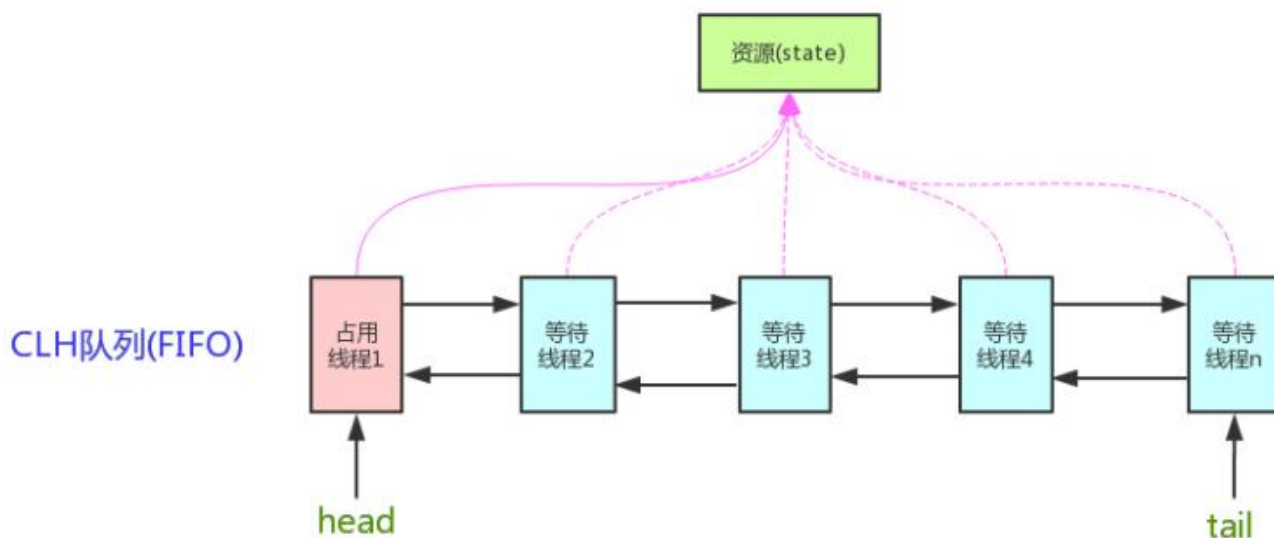 资源(state)
CLH队列(FIFO)
占用
线程1
等待
线程2
等待
线程3
等待
线程4
等待
线程n
head
tail